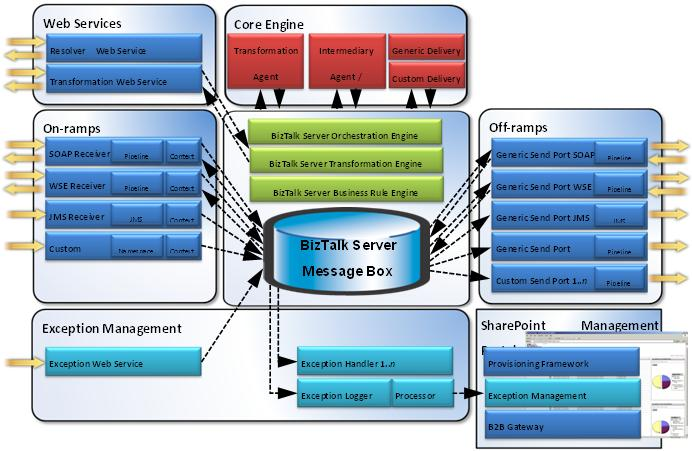 Web Services
Resolver Web Service
Transformation Web Service
Core Engine
Transformation
Agent
Intermediary
Agent /
Generic Delivery
Custom Delivery
On-ramps
SOAP Receiver Pipeline Context
WSE Receiver Pipeline Context
JMS Receiver JMS Context
Custom Namespace Context
BizTalk Server Orchestration Engine
BizTalk Server Transformation Engine
BizTalk Server Business Rule Engine
BizTalk Server
Message Box
Off-ramps
Generic Send Port SOAP Pipeline
Generic Send Port WSE Pipeline
Generic Send Port JMS
Generic Send Port Pipeline
Custom Send Port 1..n Pipeline
Exception Management
Exception Web Service
Exception Handler 1..n
Exception Logger Processor
SharePoint Management
Provisioning Framework
Exception Management
B2B Gateway